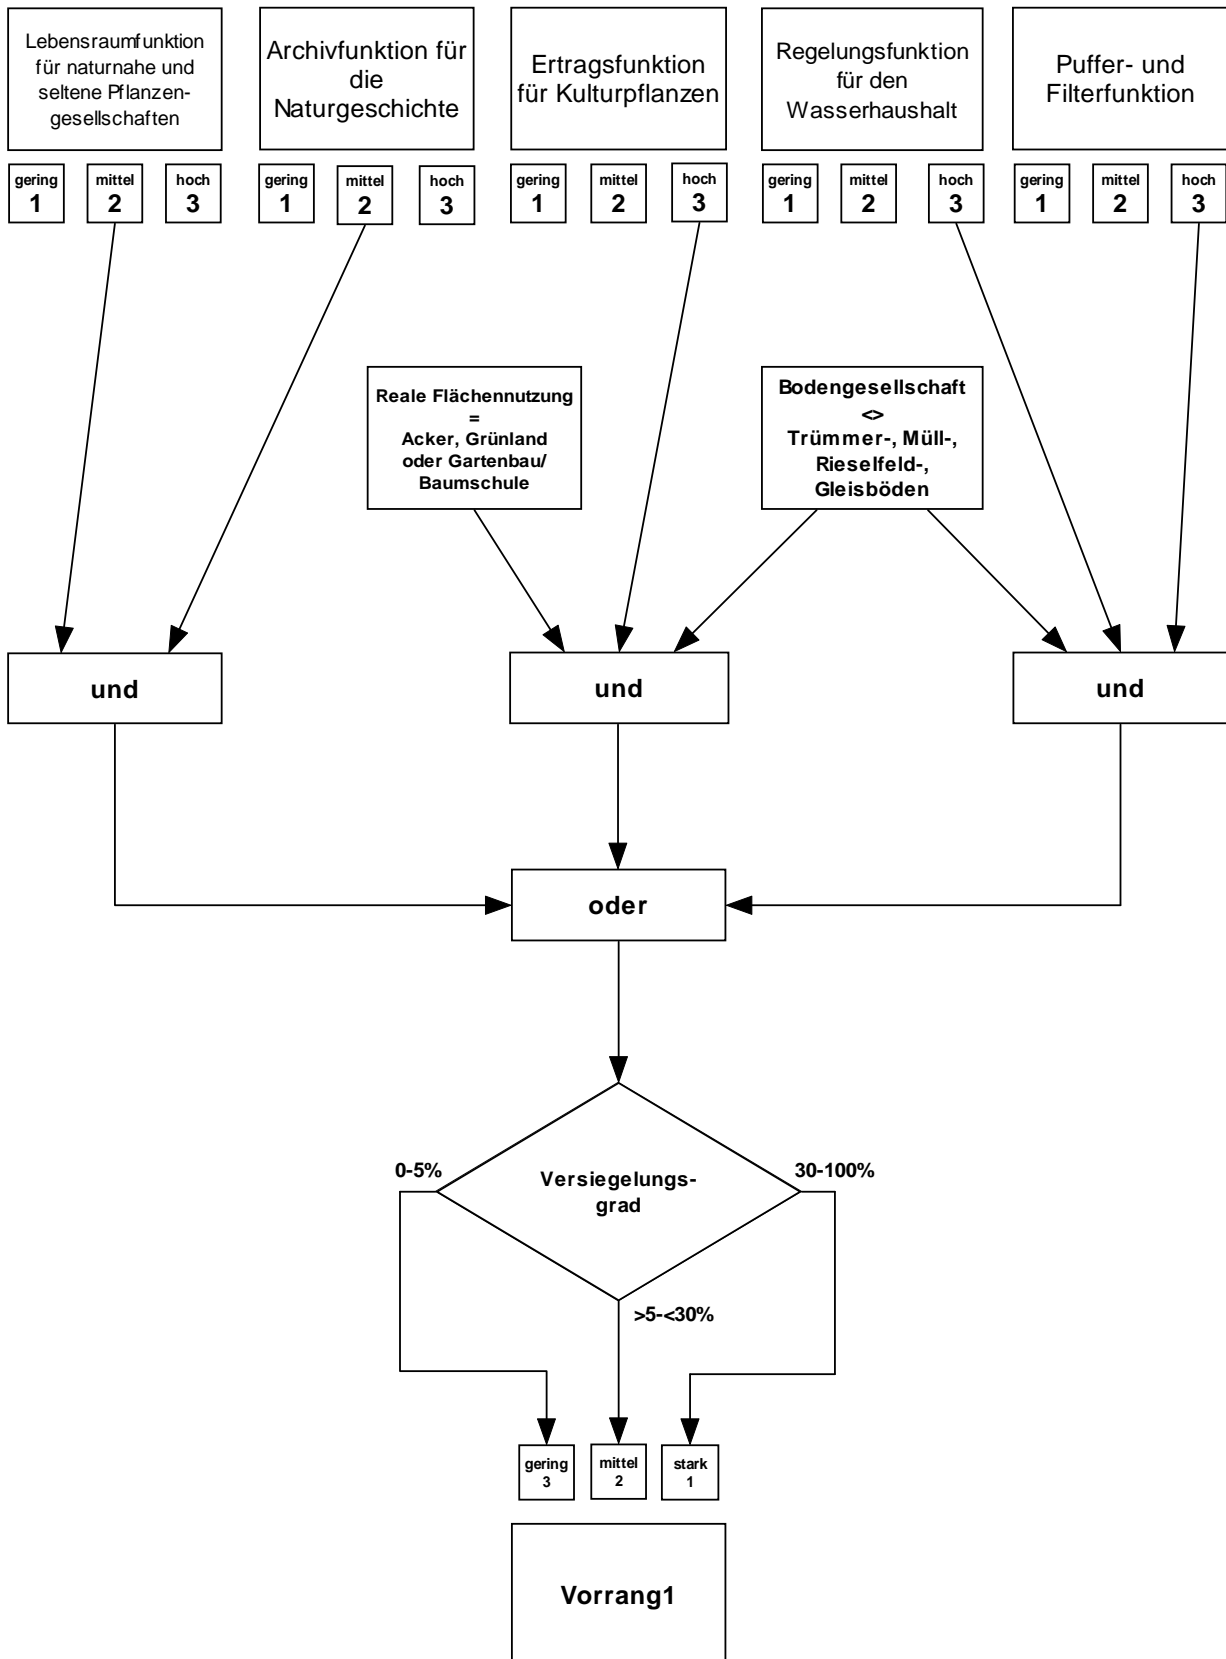 Lebensraumfunktion
für naturnahe und
seltene Pflanzen-
gesellschaften
Archivfunktion für
die
Naturgeschichte
Ertragsfunktion
für Kulturpflanzen
Regelungsfunktion
für den
Wasserhaushalt
Puffer- und
Filterfunktion
gering
1
mittel
2
hoch
3
gering
1
mittel
2
hoch
3
gering
1
mittel
2
hoch
3
gering
1
mittel
2
hoch
3
gering
1
mittel
2
hoch
3
Reale Flächennutzung
=
Acker, Grünland
oder Gartenbau/
Baumschule
Bodengesellschaft
<>
Trümmer-, Müll-,
Rieselfeld-,
Gleisböden
und
und
und
oder
0-5%
Versiegelungs-
grad
30-100%
>5-<30%
gering
3
mittel
2
stark
1
Vorrang1